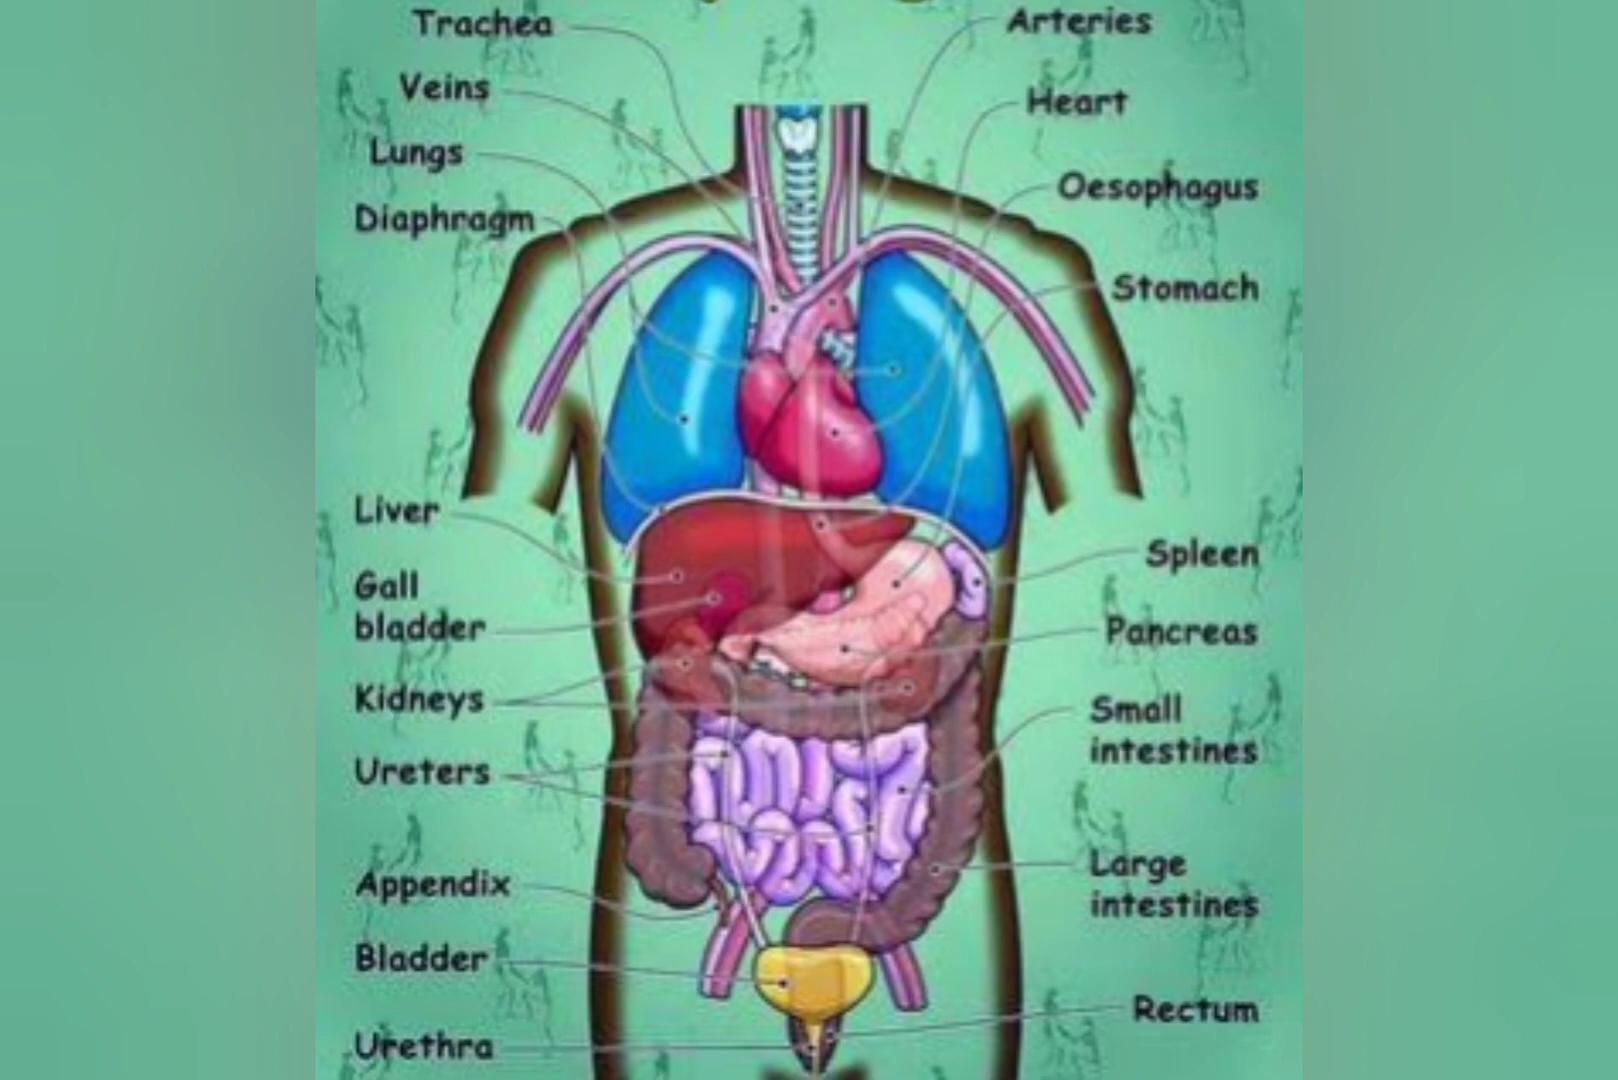 Trachea
Veins
Lungs
Diaphragm
Liver
Gall
bladder
Kidneys
Ureters
Appendix
Bladder
Urethra
Arteries
Heart
Oesophagus
Stomach
Spleen
Pancreas
Small
intestines
Large
intestines
Rectum